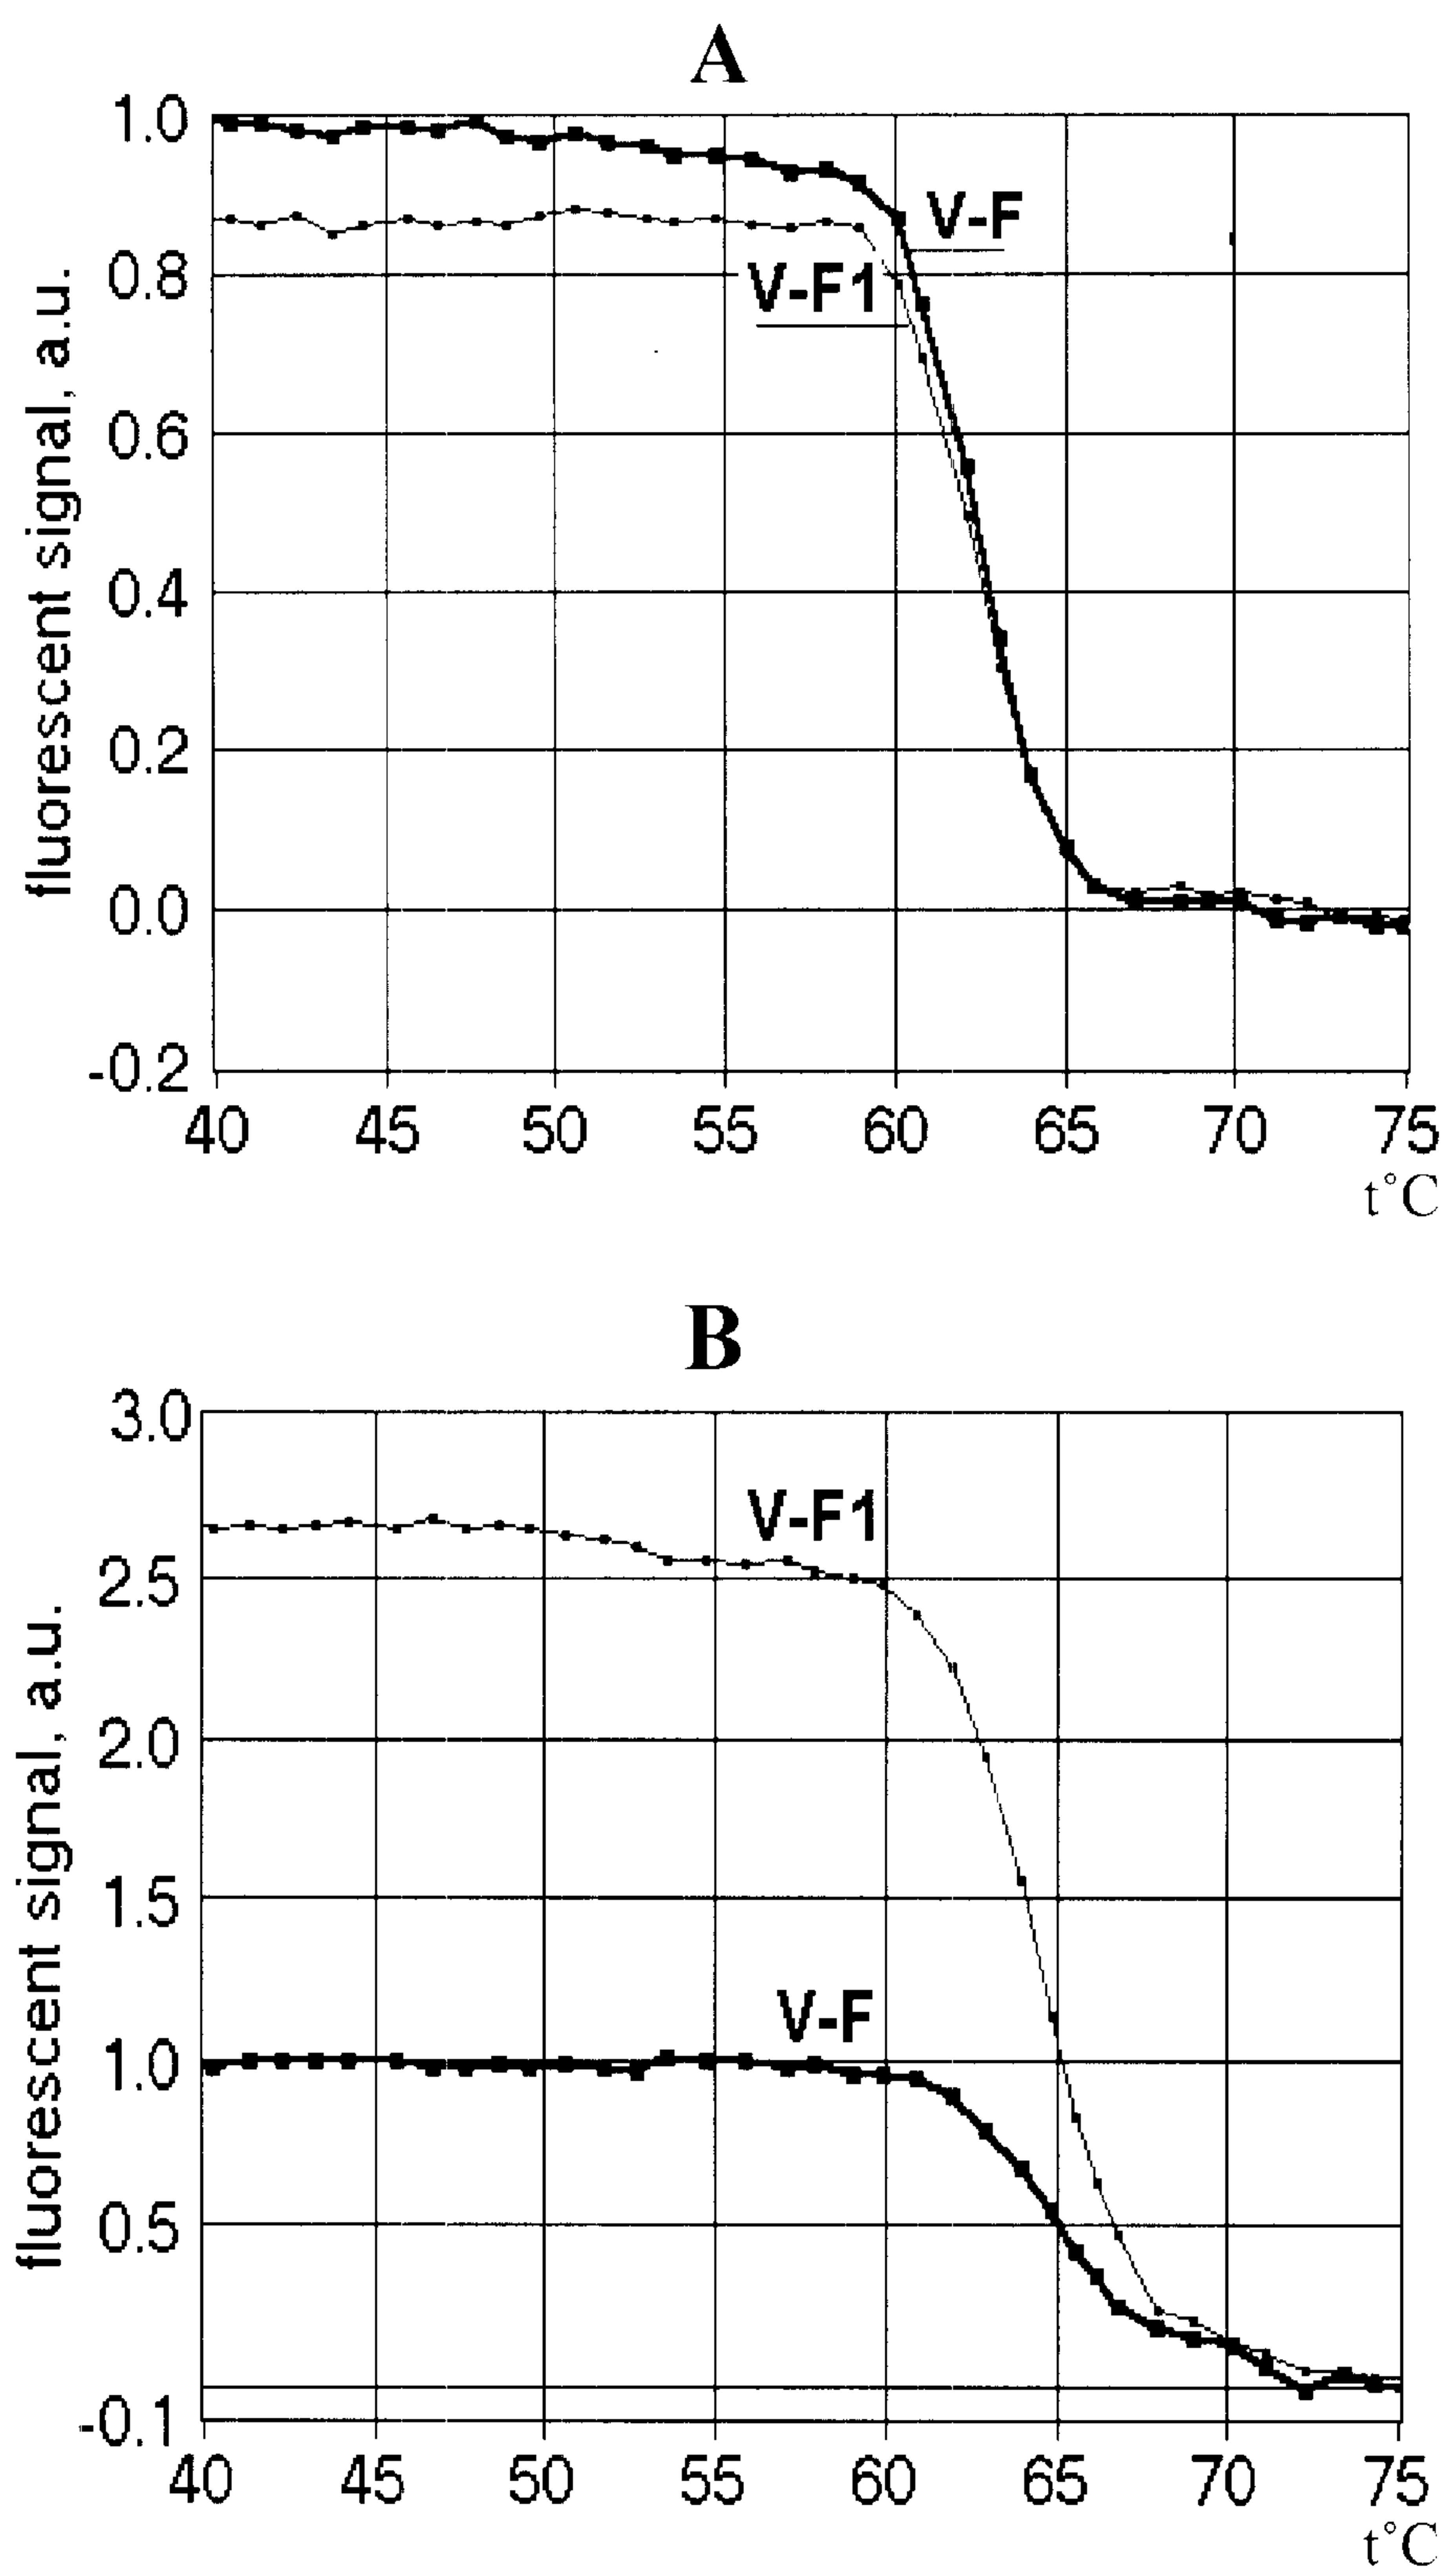 A
fluorescent signal, a.u.
1.0
0.8
0.6
0.4
0.2
0.0
-0.2
V-F
V-F1
40 45 50 55 60 65 70 75
t°C
B
fluorescent signal, a.u.
3.0
2.5
2.0
1.5
1.0
0.5
-0.1
V-F1
V-F
40 45 50 55 60 65 70 75
t°C